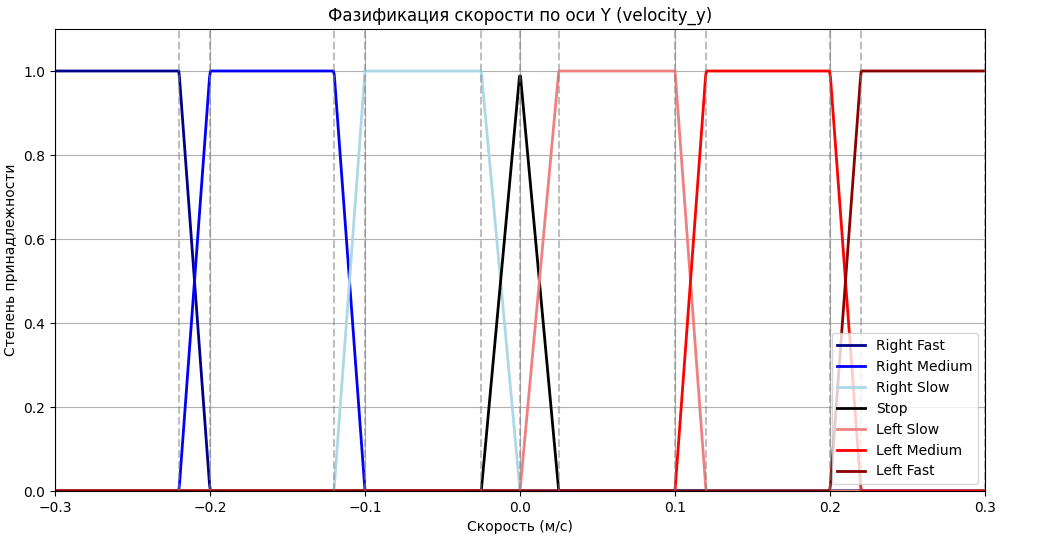 Фазификация скорости по оси Y (velocity_y)
Степень принадлежности
1.0
0.8
0.6
0.4
0.2
0.0
−0.3
−0.2
−0.1
0.0
0.1
0.2
0.3
Скорость (м/с)
Right Fast
Right Medium
Right Slow
Stop
Left Slow
Left Medium
Left Fast